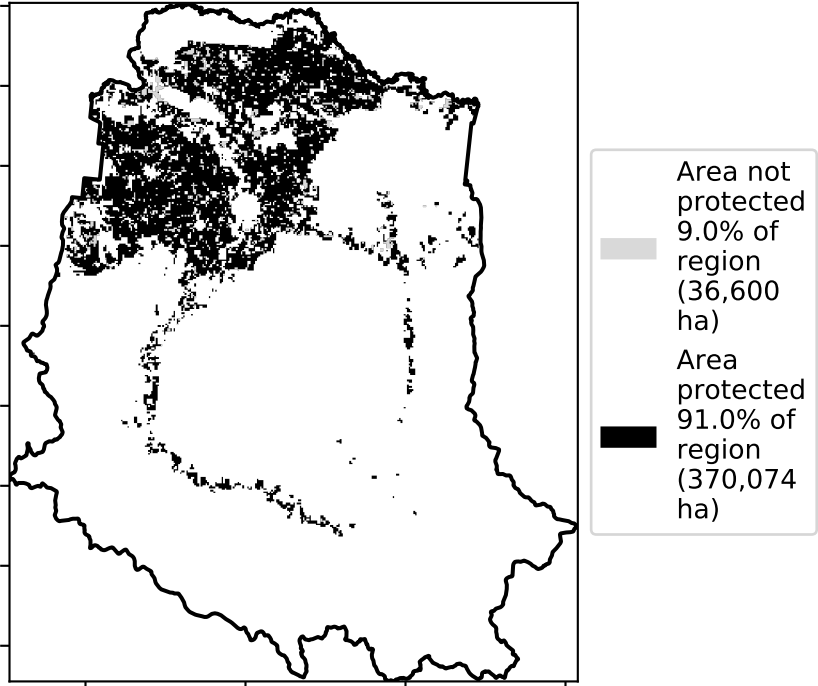 Area not
protected
9.0% of
region
(36,600
ha)
Area
protected
91.0% of
region
(370,074
ha)